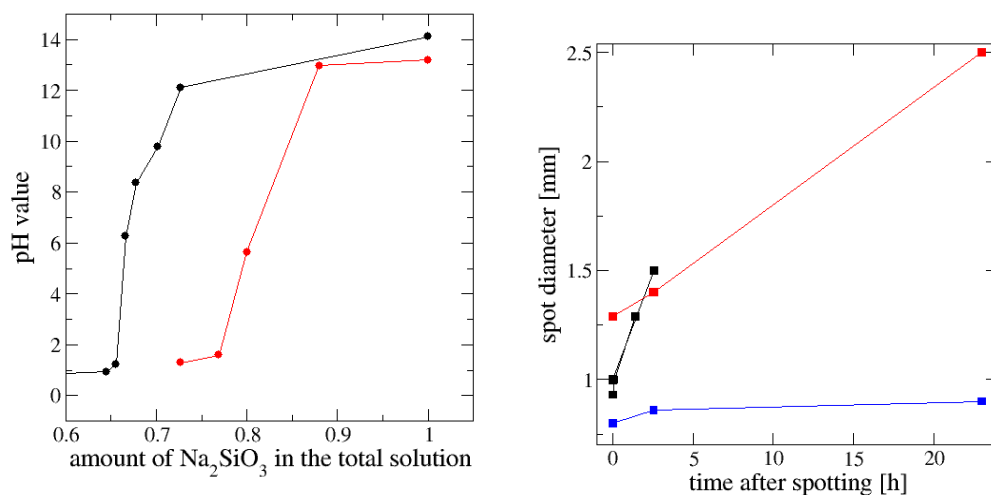 14
12
10
8
6
4
2
0
pH value
0.6 0.7 0.8 0.9 1
amount of Na2SiO3 in the total solution
2.5
2
1.5
1
spot diameter [mm]
0 5 10 15 20
time after spotting [h]